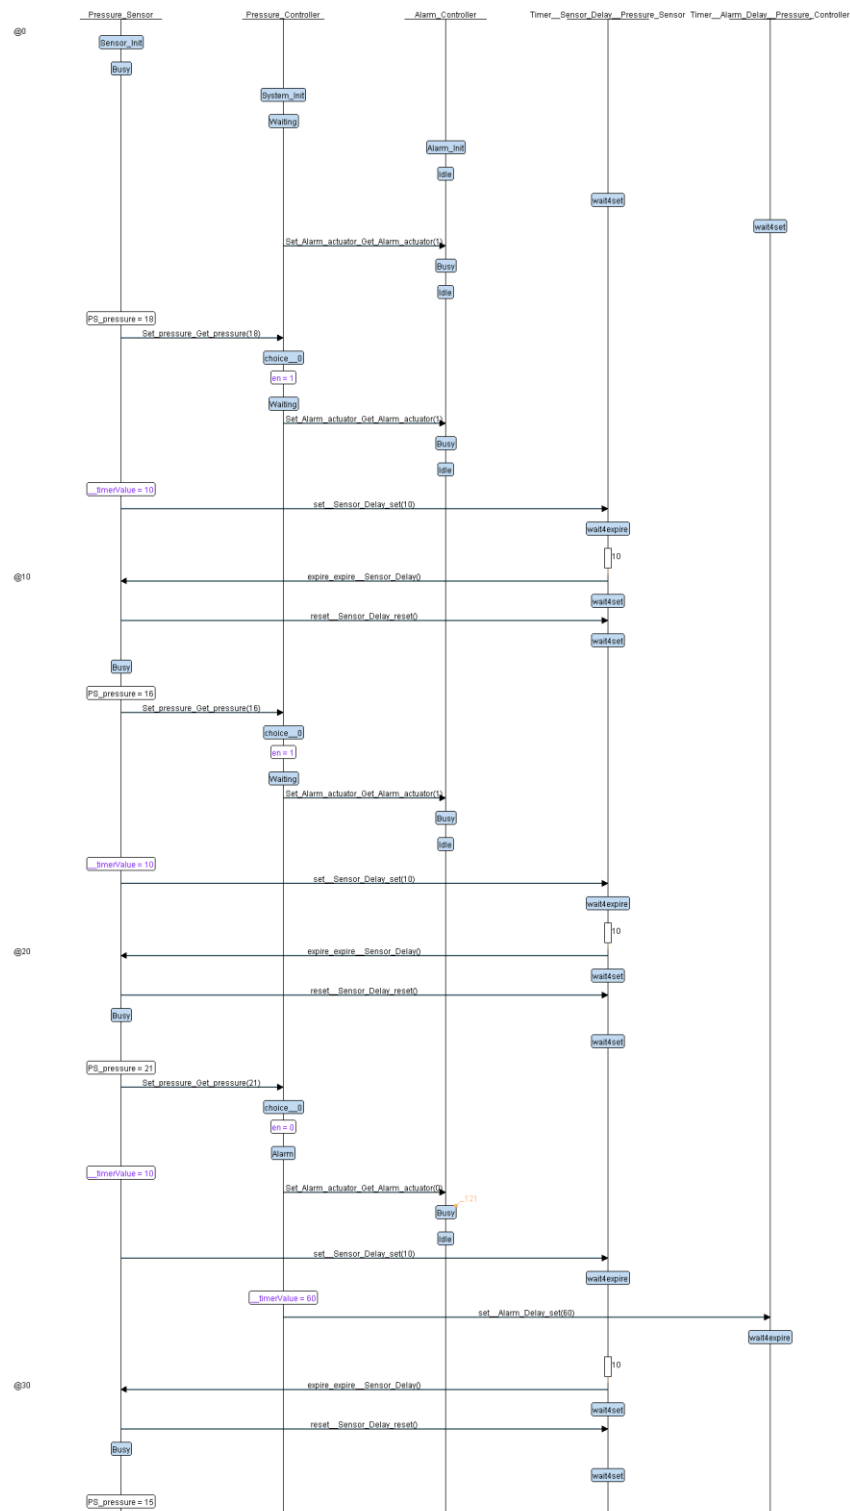 Pressure_Sensor Pressure_Controller Alarm_Controller Timer__Sensor_Delay__Pressure_Sensor Timer__Alarm_Delay__Pressure_Controller
@0
Sensor_Init
Busy
System_Init
Waiting
Alarm_Init
Idle
wait4set
wait4set
Set_Alarm_actuator_Get_Alarm_actuator(1)
Busy
Idle
PS_pressure = 18
Set_pressure_Get_pressure(18)
choice__0
en = 1
Waiting
Set_Alarm_actuator_Get_Alarm_actuator(1)
Busy
Idle
__timerValue = 10
set__Sensor_Delay_set(10)
wait4expire
10
@10 expire_expire__Sensor_Delay()
wait4set
reset__Sensor_Delay_reset()
wait4set
Busy
PS_pressure = 16
Set_pressure_Get_pressure(16)
choice__0
en = 1
Waiting
Set_Alarm_actuator_Get_Alarm_actuator(1)
Busy
Idle
__timerValue = 10
set__Sensor_Delay_set(10)
wait4expire
10
@20 expire_expire__Sensor_Delay()
wait4set
reset__Sensor_Delay_reset()
Busy
wait4set
PS_pressure = 21
Set_pressure_Get_pressure(21)
choice__0
en = 0
Alarm
__timerValue = 10
Set_Alarm_actuator_Get_Alarm_actuator(0)
_121
Busy
Idle
set__Sensor_Delay_set(10)
wait4expire
__timerValue = 60
set__Alarm_Delay_set(60)
wait4expire
10
@30 expire_expire__Sensor_Delay()
wait4set
reset__Sensor_Delay_reset()
Busy
wait4set
PS_pressure = 15